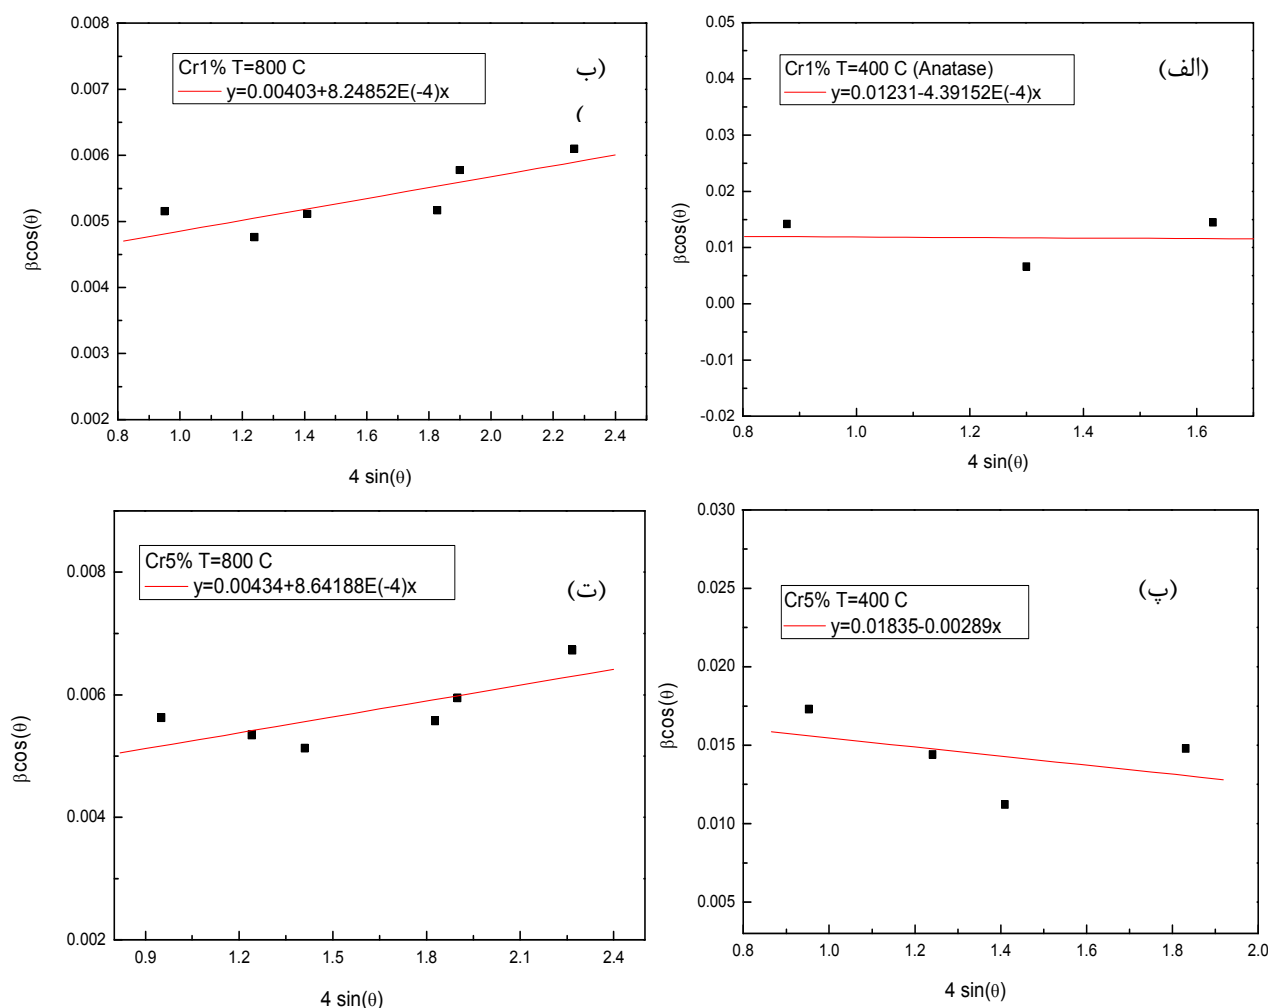 0.008
0.007
0.006
0.005
0.004
0.003
0.002
βcos(θ)
Cr1% T=800 C
y=0.00403+8.24852E(-4)x
(ب
)
0.8 1.0 1.2 1.4 1.6 1.8 2.0 2.2 2.4
4 sin(θ)
0.05
0.04
0.03
0.02
0.01
0.00
-0.01
-0.02
βcos(θ)
Cr1% T=400 C (Anatase)
y=0.01231-4.39152E(-4)x
(الف)
0.8 1.0 1.2 1.4 1.6
4 sin(θ)
0.008
0.006
0.004
0.002
βcos(θ)
Cr5% T=800 C
y=0.00434+8.64188E(-4)x
(ت)
0.9 1.2 1.5 1.8 2.1 2.4
4 sin(θ)
0.030
0.025
0.020
0.015
0.010
0.005
βcos(θ)
Cr5% T=400 C
y=0.01835-0.00289x
(پ)
0.8 1.0 1.2 1.4 1.6 1.8 2.0
4 sin(θ)